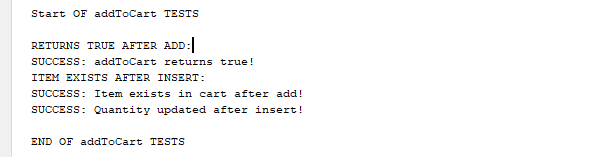 Start OF addToCart TESTS
RETURNS TRUE AFTER ADD:
SUCCESS: addToCart returns true!
ITEM EXISTS AFTER INSERT:
SUCCESS: Item exists in cart after add!
SUCCESS: Quantity updated after insert!
END OF addToCart TESTS